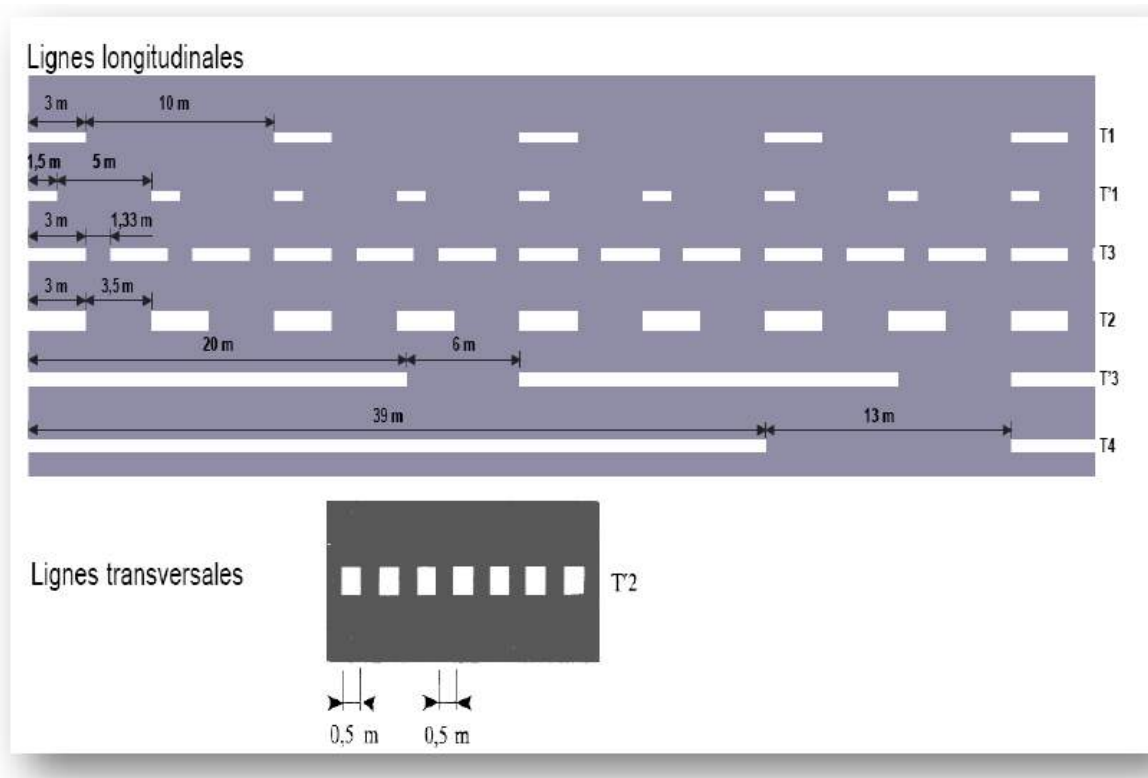 Lignes longitudinales
3 m 10 m
T1
1,5 m 5 m
T'1
3 m 1,33 m
T3
3 m 3,5 m
T2
20 m 6 m
T'3
39 m 13 m
T4
Lignes transversales
T'2
0,5 m 0,5 m